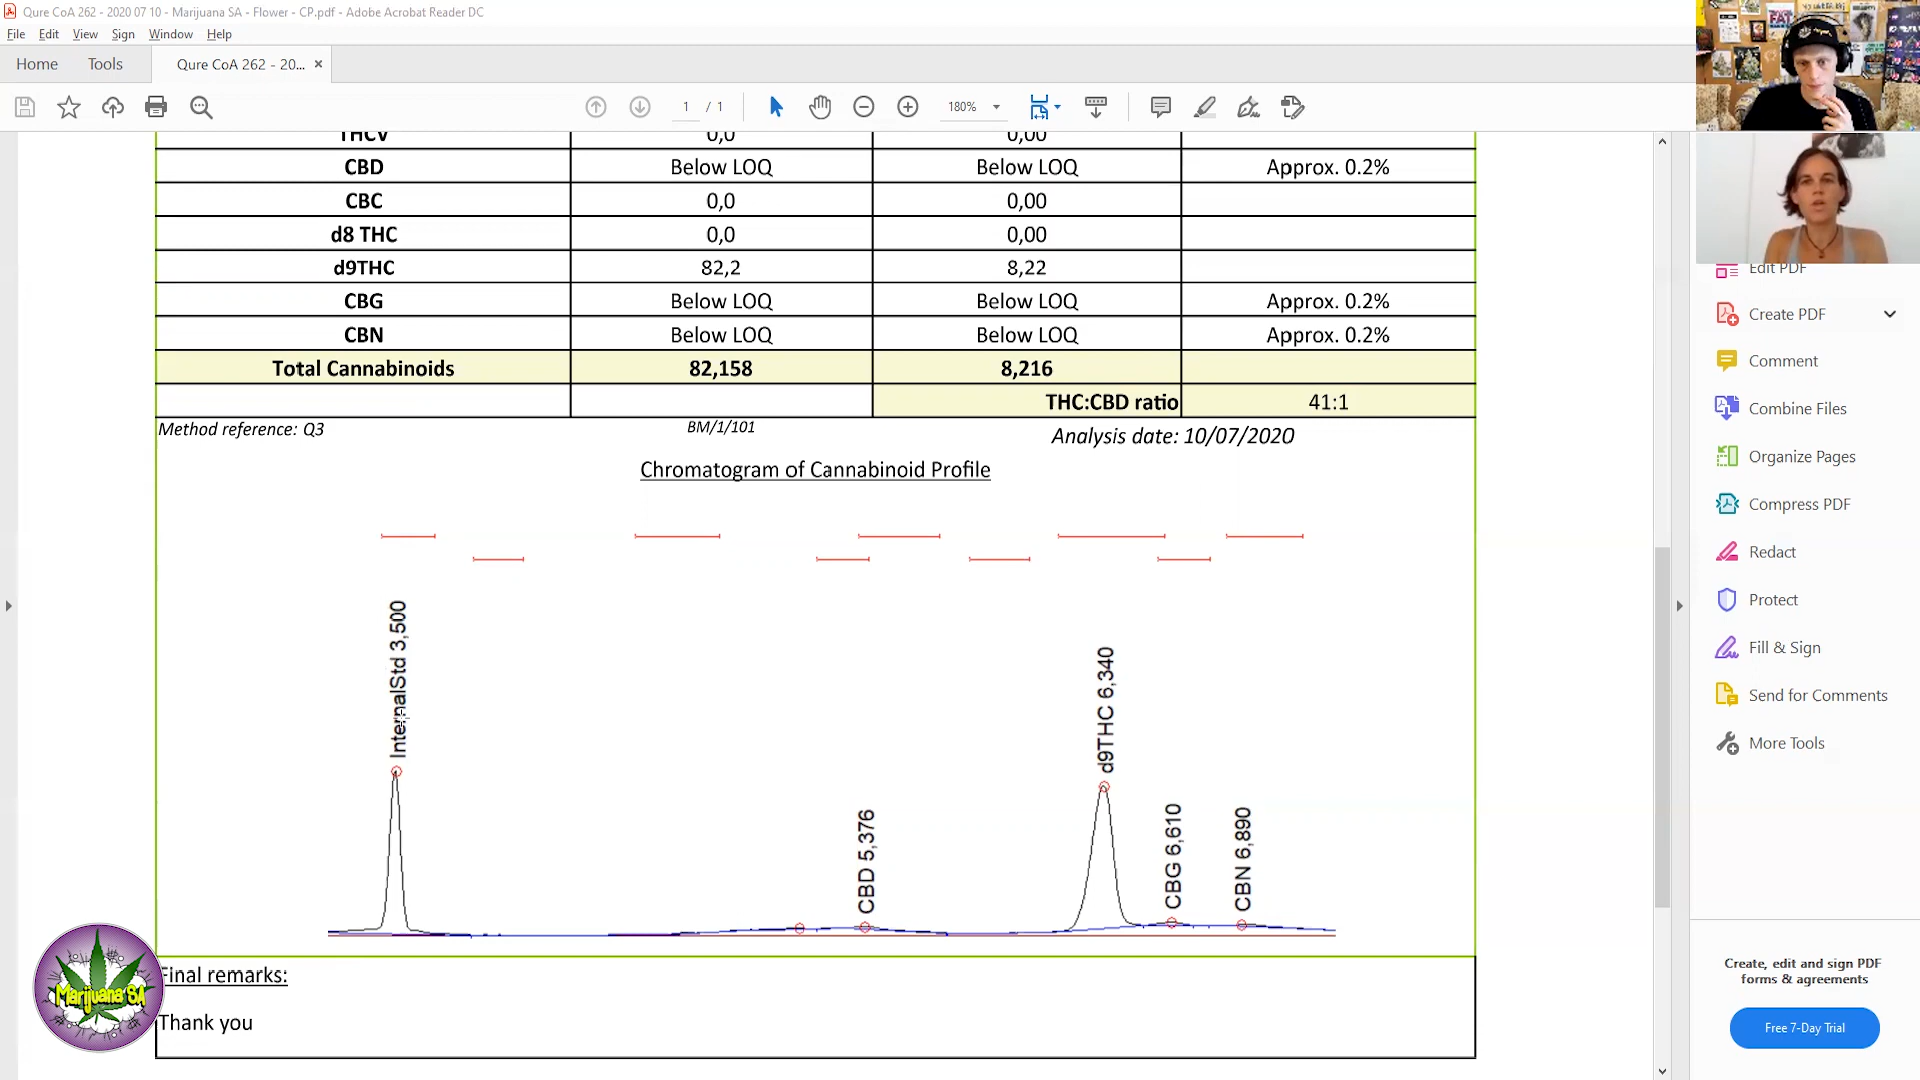 Qure CoA 262 - 2020 07 10 - Marijuana SA - Flower - CP.pdf - Adobe Acrobat Reader DC
File Edit View Sign Window Help
Home Tools Qure CoA 262 - 20... ×
1 / 1 180%
THCV 0,0 0,00
CBD Below LOQ Below LOQ Approx. 0.2%
CBC 0,0 0,00
d8 THC 0,0 0,00
d9THC 82,2 8,22
CBG Below LOQ Below LOQ Approx. 0.2%
CBN Below LOQ Below LOQ Approx. 0.2%
Total Cannabinoids 82,158 8,216
THC:CBD ratio 41:1
Method reference: Q3 BM/1/101 Analysis date: 10/07/2020
Chromatogram of Cannabinoid Profile
InternalStd 3,500
CBD 5,376
d9THC 6,340
CBG 6,610
CBN 6,890
Final remarks:
Thank you
Marijuana SA
Edit PDF
Create PDF
Comment
Combine Files
Organize Pages
Compress PDF
Redact
Protect
Fill & Sign
Send for Comments
More Tools
Create, edit and sign PDF
forms & agreements
Free 7-Day Trial